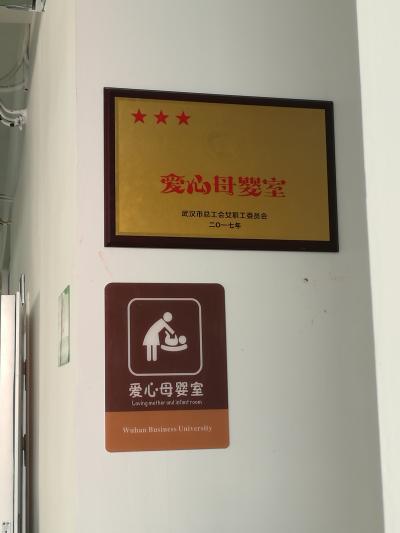 爱心母婴室
武汉市总工会女职工委员会
二〇一七年
爱心母婴室
Loving mother and infant room
Wuhan Business University